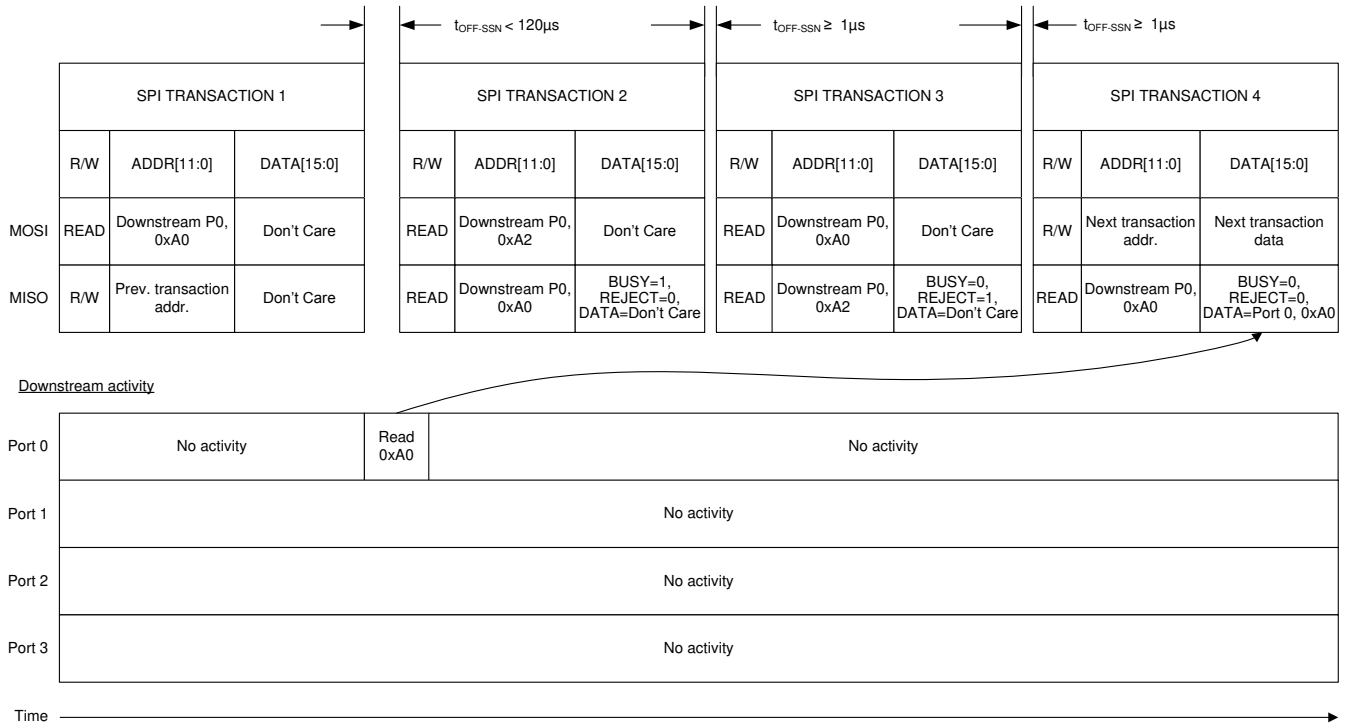 tOFF-SSN < 120µs
tOFF-SSN ≥ 1µs
tOFF-SSN ≥ 1µs
SPI TRANSACTION 1
SPI TRANSACTION 2
SPI TRANSACTION 3
SPI TRANSACTION 4
R/W ADDR[11:0] DATA[15:0]
R/W ADDR[11:0] DATA[15:0]
R/W ADDR[11:0] DATA[15:0]
R/W ADDR[11:0] DATA[15:0]
MOSI
READ
Downstream P0,
0xA0
Don't Care
READ
Downstream P0,
0xA2
Don't Care
READ
Downstream P0,
0xA0
Don't Care
R/W
Next transaction
addr.
Next transaction
data
MISO
R/W
Prev. transaction
addr.
Don't Care
READ
Downstream P0,
0xA0
BUSY=1,
REJECT=0,
DATA=Don't Care
READ
Downstream P0,
0xA2
BUSY=0,
REJECT=1,
DATA=Don't Care
READ
Downstream P0,
0xA0
BUSY=0,
REJECT=0,
DATA=Port 0, 0xA0
Downstream activity
Port 0
No activity
Read
0xA0
No activity
Port 1
No activity
Port 2
No activity
Port 3
No activity
Time